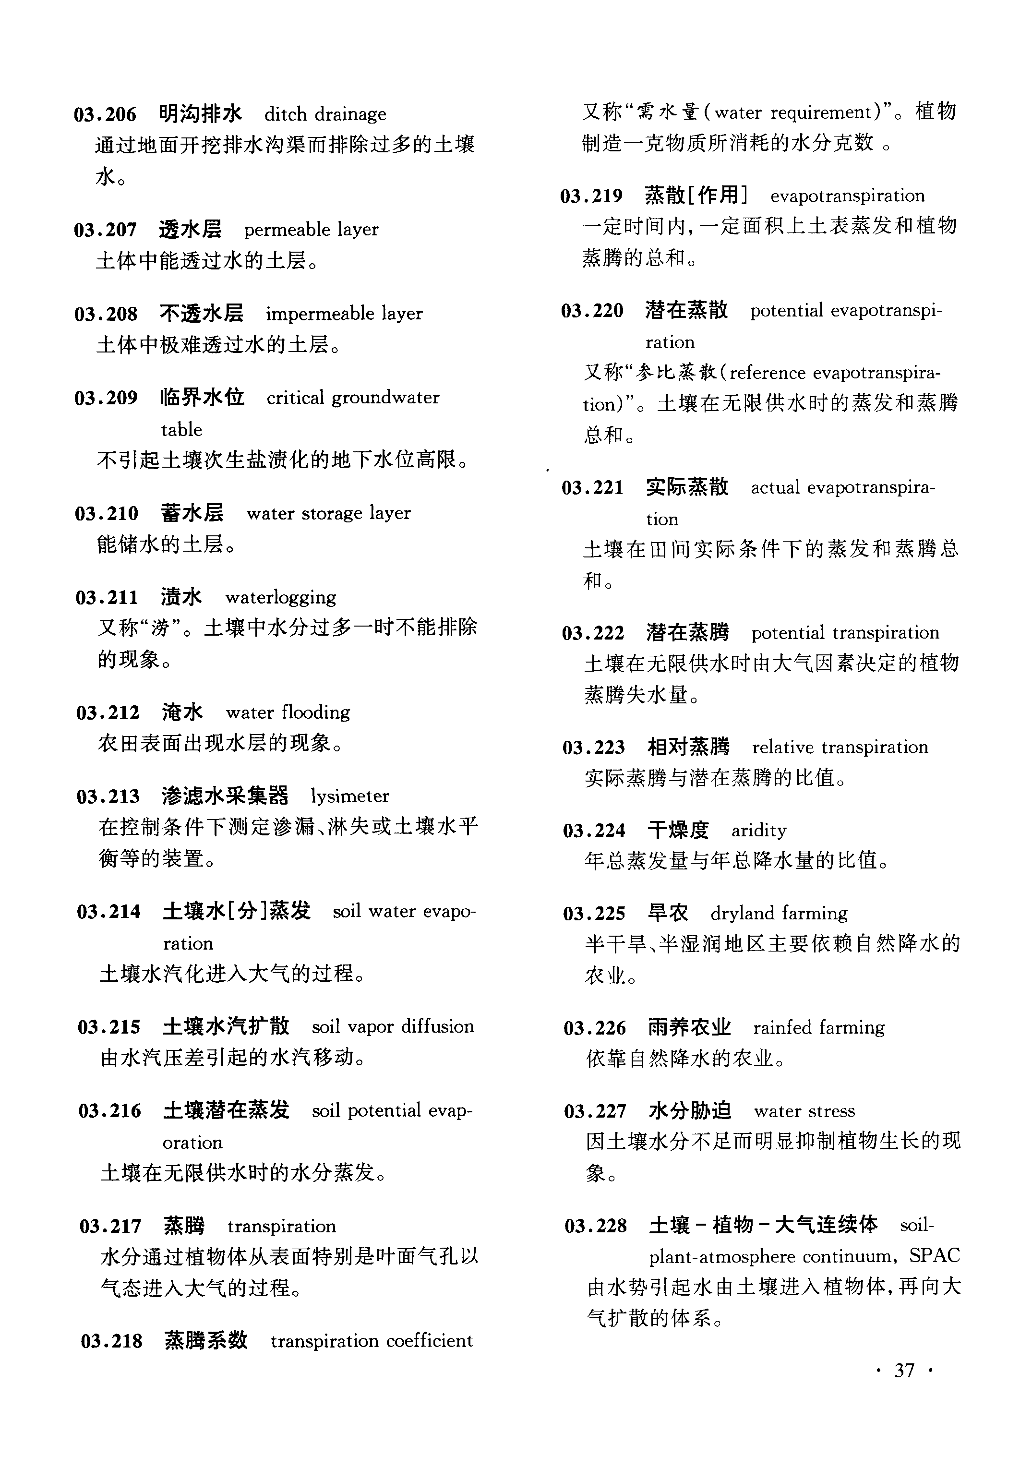 03.206 明沟排水 ditch drainage
通过地面开挖排水沟渠而排除过多的土壤
水。
03.207 透水层 permeable layer
土体中能透过水的土层。
03.208 不透水层 impermeable layer
土体中极难透过水的土层。
03.209 临界水位 critical groundwater
table
不引起土壤次生盐渍化的地下水位高限。
03.210 蓄水层 water storage layer
能储水的土层。
03.211 渍水 waterlogging
又称“涝”。土壤中水分过多一时不能排除
的现象。
03.212 淹水 water flooding
农田表面出现水层的现象。
03.213 渗滤水采集器 lysimeter
在控制条件下测定渗漏、淋失或土壤水平
衡等的装置。
03.214 土壤水[分]蒸发 soil water evapo-
ration
土壤水汽化进入大气的过程。
03.215 土壤水汽扩散 soil vapor diffusion
由水汽压差引起的水汽移动。
03.216 土壤潜在蒸发 soil potential evap-
oration
土壤在无限供水时的水分蒸发。
03.217 蒸腾 transpiration
水分通过植物体从表面特别是叶面气孔以
气态进入大气的过程。
03.218 蒸腾系数 transpiration coefficient
又称“需水量(water requirement)”。植物
制造一克物质所消耗的水分克数。
03.219 蒸散[作用] evapotranspiration
一定时间内,一定面积上土表蒸发和植物
蒸腾的总和。
03.220 潜在蒸散 potential evapotranspi-
ration
又称“参比蒸散(reference evapotranspira-
tion)”。土壤在无限供水时的蒸发和蒸腾
总和。
03.221 实际蒸散 actual evapotranspira-
tion
土壤在田间实际条件下的蒸发和蒸腾总
和。
03.222 潜在蒸腾 potential transpiration
土壤在无限供水时由大气因素决定的植物
蒸腾失水量。
03.223 相对蒸腾 relative transpiration
实际蒸腾与潜在蒸腾的比值。
03.224 干燥度 aridity
年总蒸发量与年总降水量的比值。
03.225 旱农 dryland farming
半干旱、半湿润地区主要依赖自然降水的
农业。
03.226 雨养农业 rainfed farming
依靠自然降水的农业。
03.227 水分胁迫 water stress
因土壤水分不足而明显抑制植物生长的现
象。
03.228 土壤－植物－大气连续体 soil-
plant-atmosphere continuum, SPAC
由水势引起水由土壤进入植物体,再向大
气扩散的体系。
· 37 ·